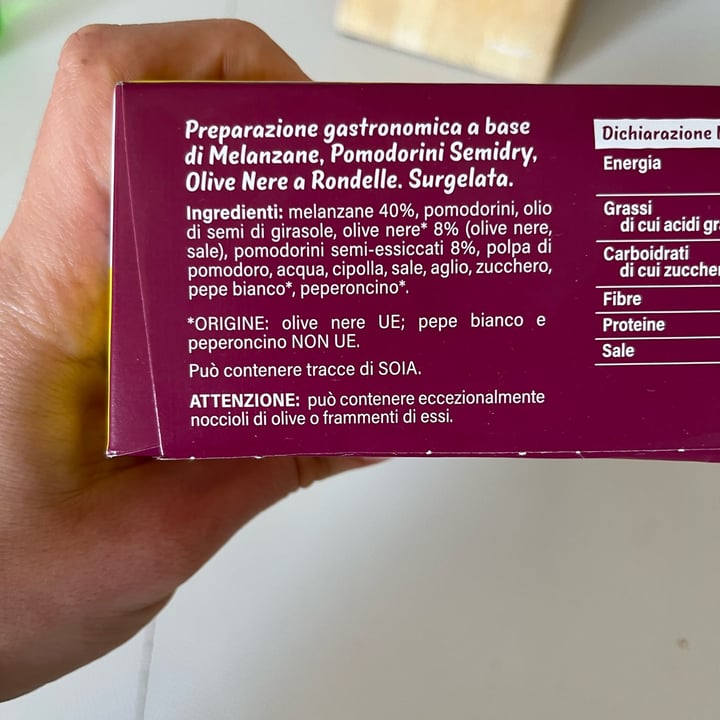 Preparazione gastronomica a base
di Melanzane, Pomodorini Semidry,
Olive Nere a Rondelle. Surgelata.
Ingredienti: melanzane 40%, pomodorini, olio
di semi di girasole, olive nere* 8% (olive nere,
sale), pomodorini semi-essiccati 8%, polpa di
pomodoro, acqua, cipolla, sale, aglio, zucchero,
pepe bianco*, peperoncino*.
*ORIGINE: olive nere UE; pepe bianco e
peperoncino NON UE.
Può contenere tracce di SOIA.
ATTENZIONE: può contenere eccezionalmente
noccioli di olive o frammenti di essi.
Dichiarazione
Energia
Grassi
di cui acidi
Carboidrati
di cui
Fibre
Proteine
Sale